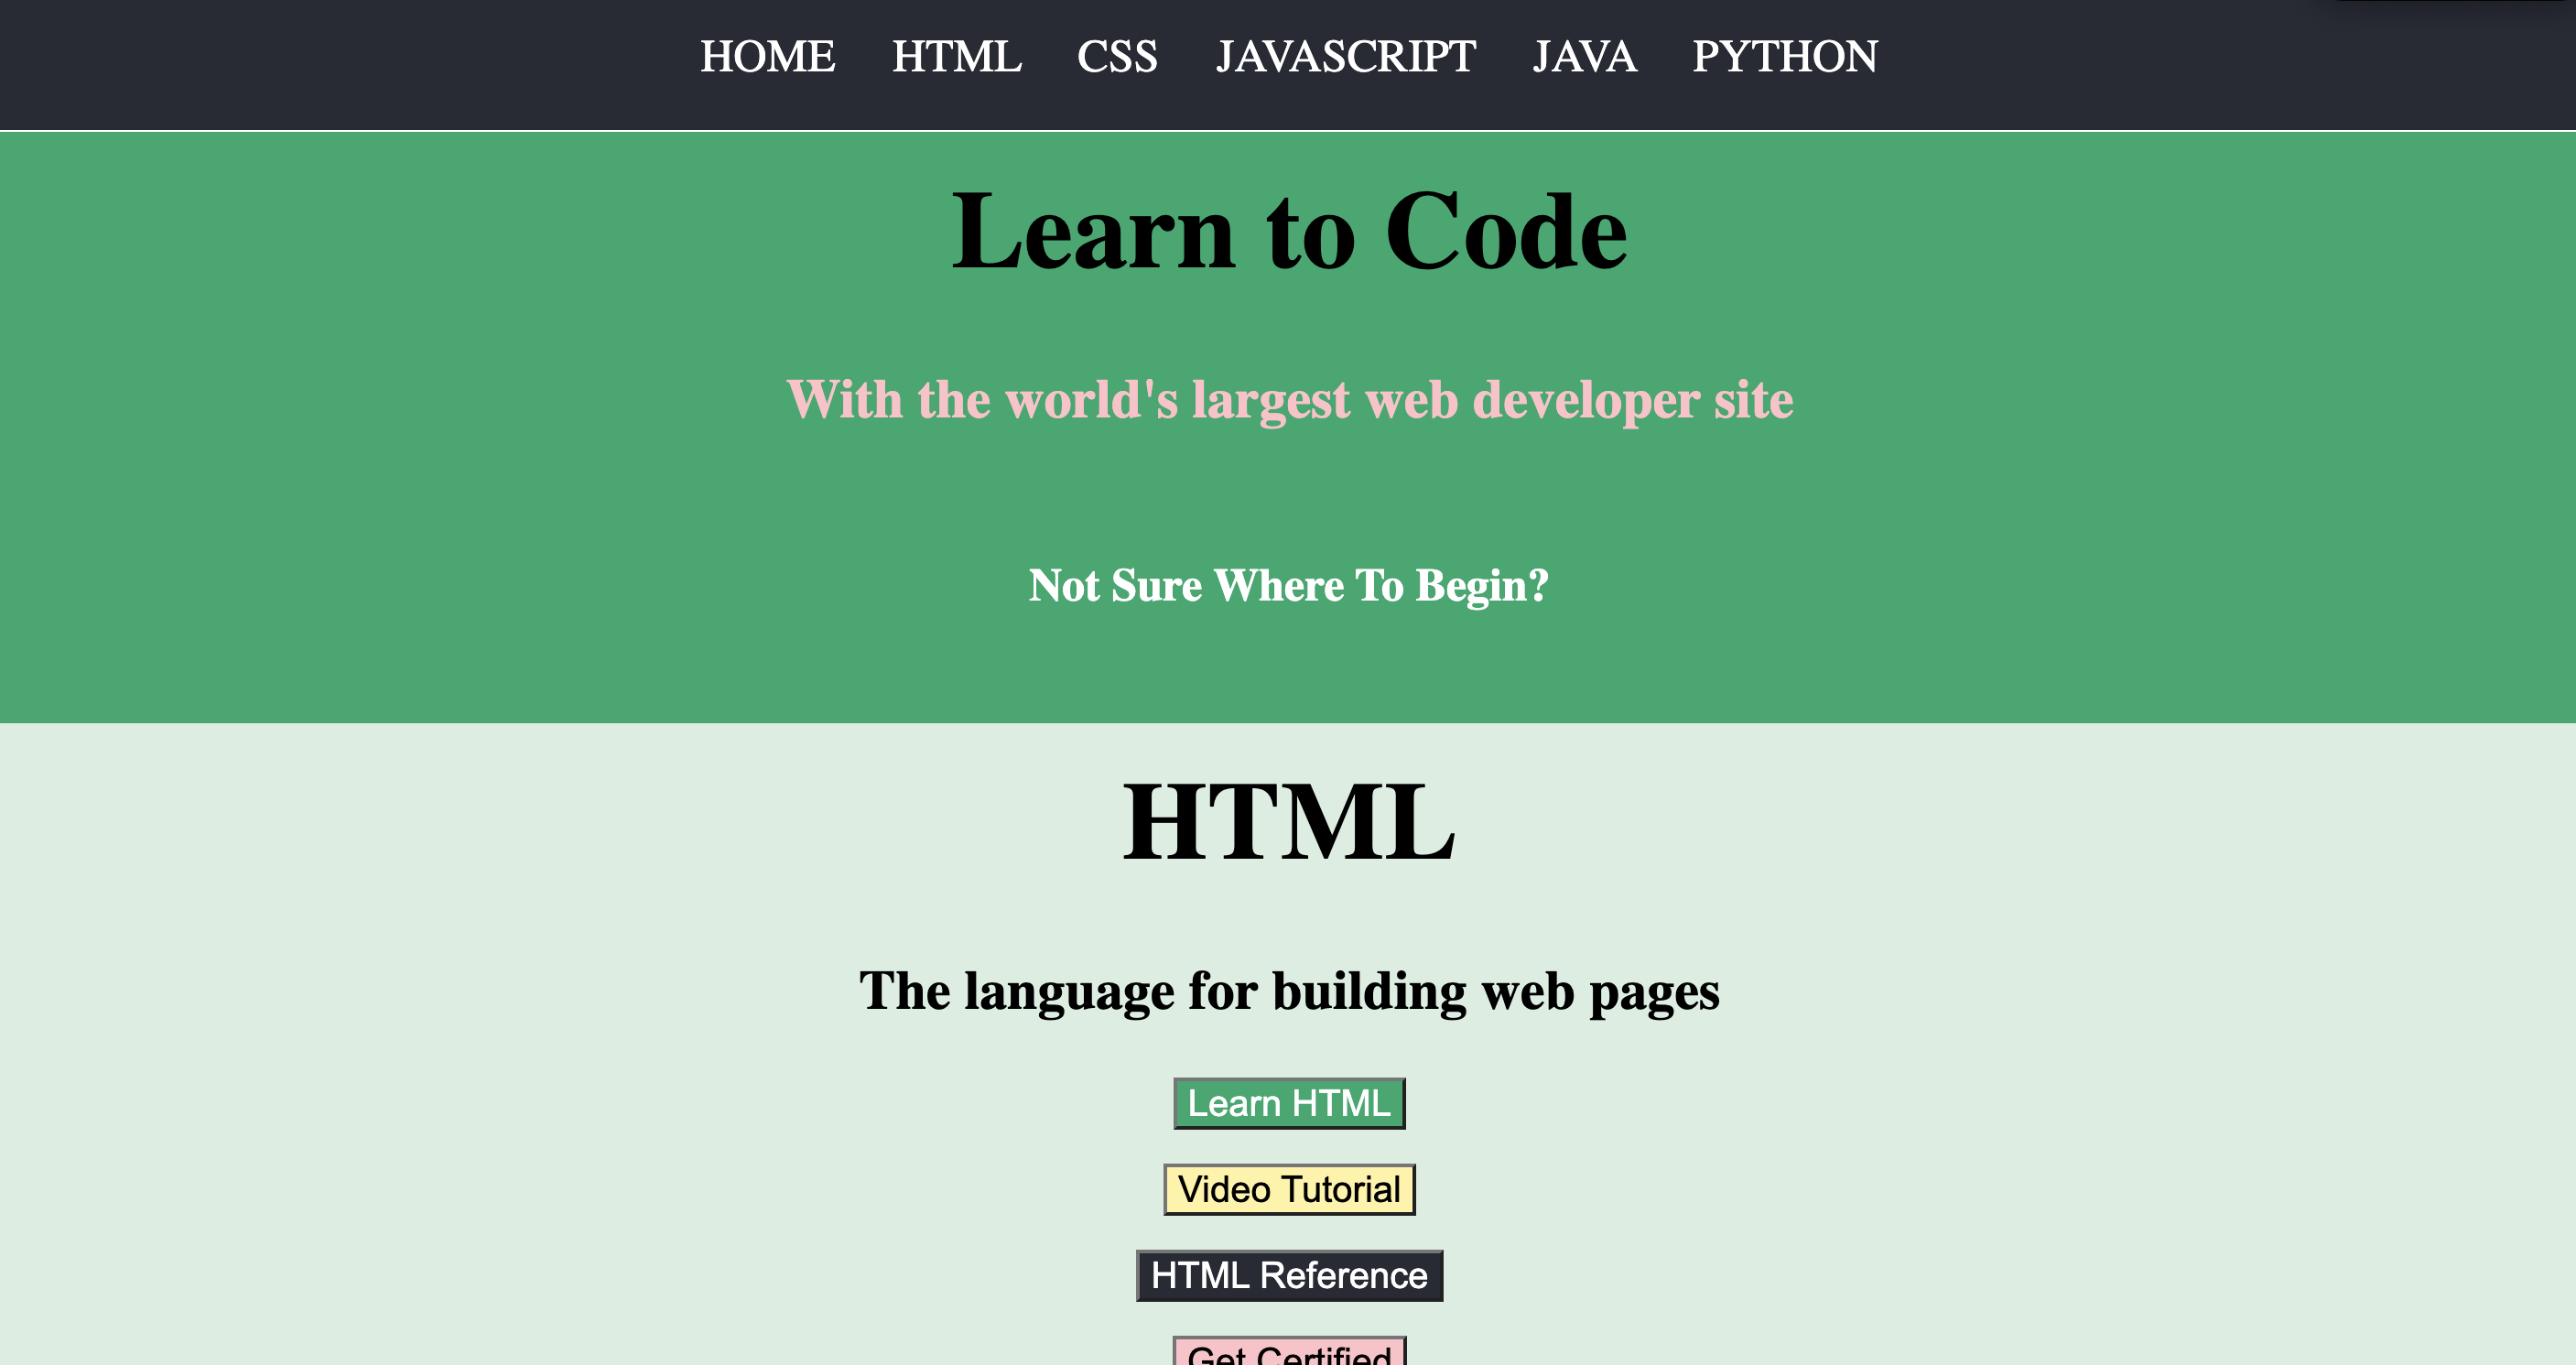 HOME HTML CSS JAVASCRIPT JAVA PYTHON
Learn to Code
With the world's largest web developer site
Not Sure Where To Begin?
HTML
The language for building web pages
Learn HTML
Video Tutorial
HTML Reference
Get Certified